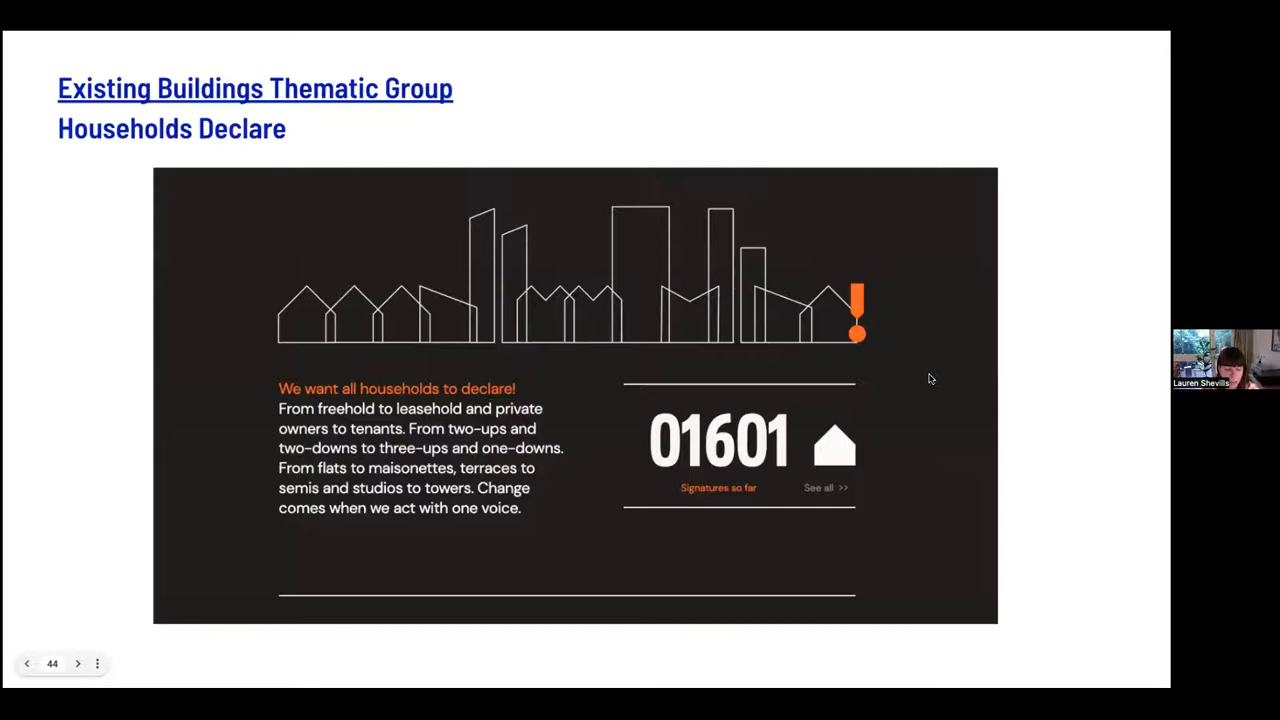 Existing Buildings Thematic Group
Households Declare
We want all households to declare!
From freehold to leasehold and private
owners to tenants. From two-ups and
two-downs to three-ups and one-downs.
From flats to maisonettes, terraces to
semis and studios to towers. Change
comes when we act with one voice.
01601
Signatures so far
See all >>
Lauren Shevills
44